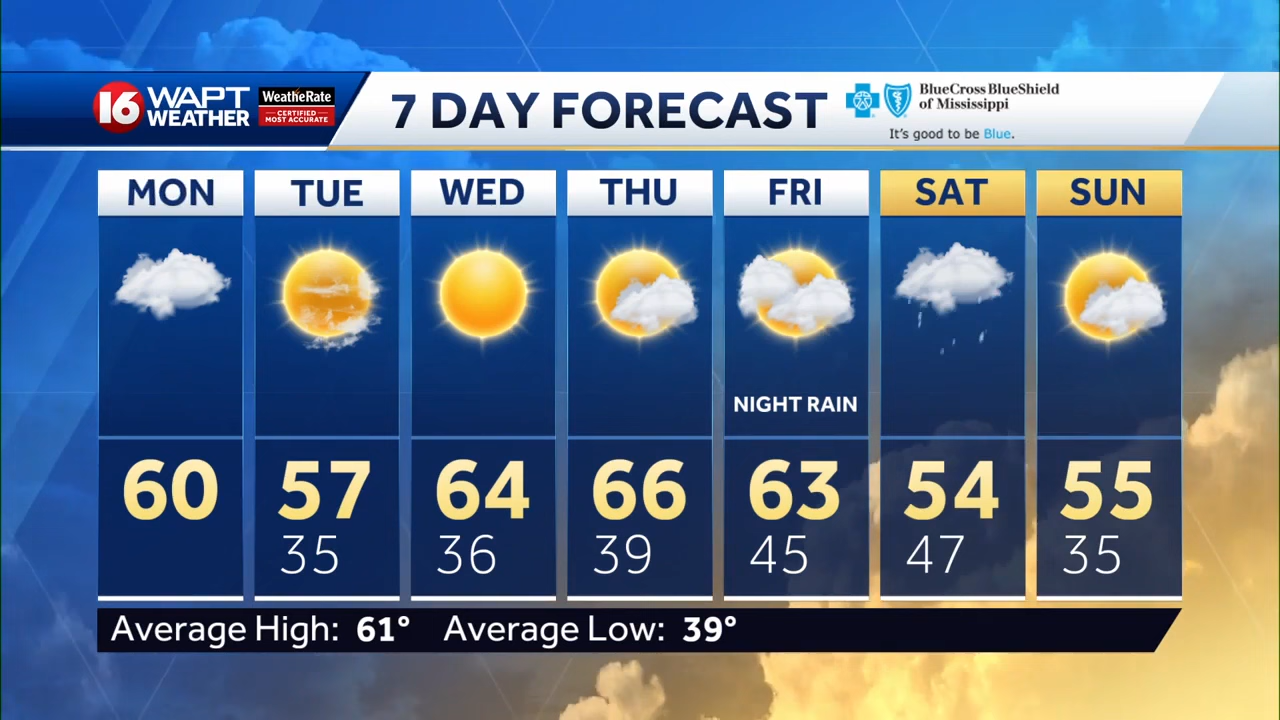 16 WAPT WEATHER
WeatheRate
CERTIFIED
MOST ACCURATE
7 DAY FORECAST
BlueCross BlueShield
of Mississippi
It's good to be Blue.
MON TUE WED THU FRI SAT SUN
NIGHT RAIN
60 57 64 66 63 54 55
35 36 39 45 47 35
Average High: 61° Average Low: 39°